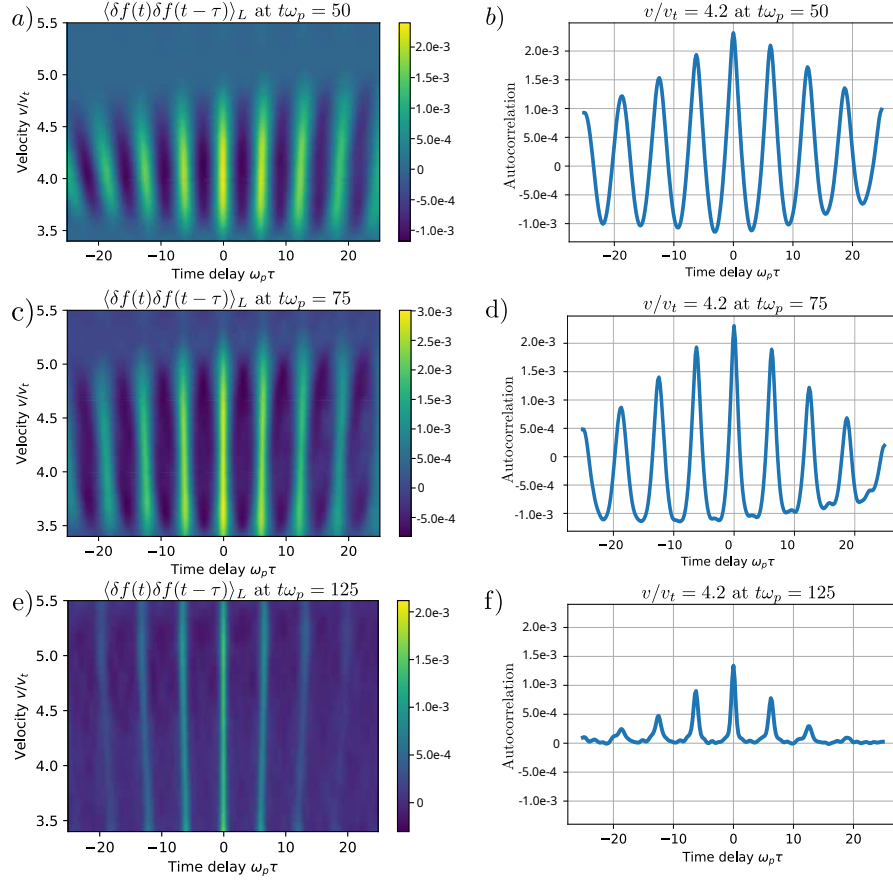 a) ⟨δf(t)δf(t − τ)⟩_L at tω_p = 50
5.5
5.0
4.5
4.0
3.5
Velocity v/v_t
−20 −10 0 10 20
Time delay ω_pτ
2.0e-3
1.5e-3
1.0e-3
5.0e-4
0
-5.0e-4
-1.0e-3
b) v/v_t = 4.2 at tω_p = 50
2.0e-3
1.5e-3
1.0e-3
5.0e-4
0
-5.0e-4
-1.0e-3
Autocorrelation
−20 −10 0 10 20
Time delay ω_pτ
c) ⟨δf(t)δf(t − τ)⟩_L at tω_p = 75
5.5
5.0
4.5
4.0
3.5
Velocity v/v_t
−20 −10 0 10 20
Time delay ω_pτ
3.0e-3
2.5e-3
2.0e-3
1.5e-3
1.0e-3
5.0e-4
0
-5.0e-4
d) v/v_t = 4.2 at tω_p = 75
2.0e-3
1.5e-3
1.0e-3
5.0e-4
0
-5.0e-4
-1.0e-3
Autocorrelation
−20 −10 0 10 20
Time delay ω_pτ
e) ⟨δf(t)δf(t − τ)⟩_L at tω_p = 125
5.5
5.0
4.5
4.0
3.5
Velocity v/v_t
−20 −10 0 10 20
Time delay ω_pτ
2.0e-3
1.5e-3
1.0e-3
5.0e-4
0
f) v/v_t = 4.2 at tω_p = 125
2.0e-3
1.5e-3
1.0e-3
5.0e-4
0
-5.0e-4
-1.0e-3
Autocorrelation
−20 −10 0 10 20
Time delay ω_pτ